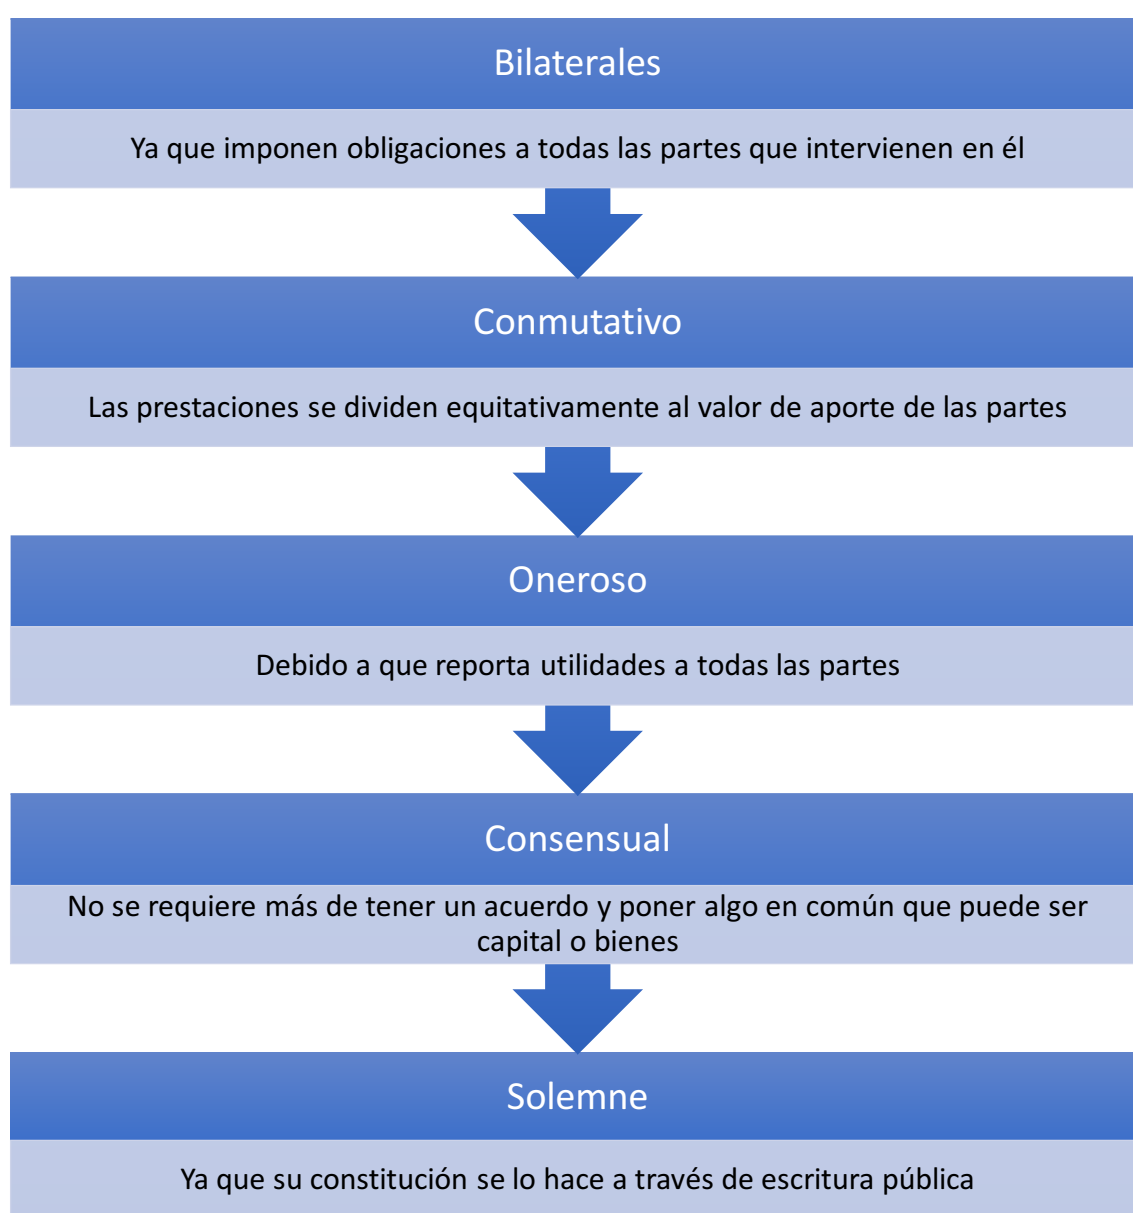 Bilaterales
Ya que imponen obligaciones a todas las partes que intervienen en él
Conmutativo
Las prestaciones se dividen equitativamente al valor de aporte de las partes
Oneroso
Debido a que reporta utilidades a todas las partes
Consensual
No se requiere más de tener un acuerdo y poner algo en común que puede ser
capital o bienes
Solemne
Ya que su constitución se lo hace a través de escritura pública